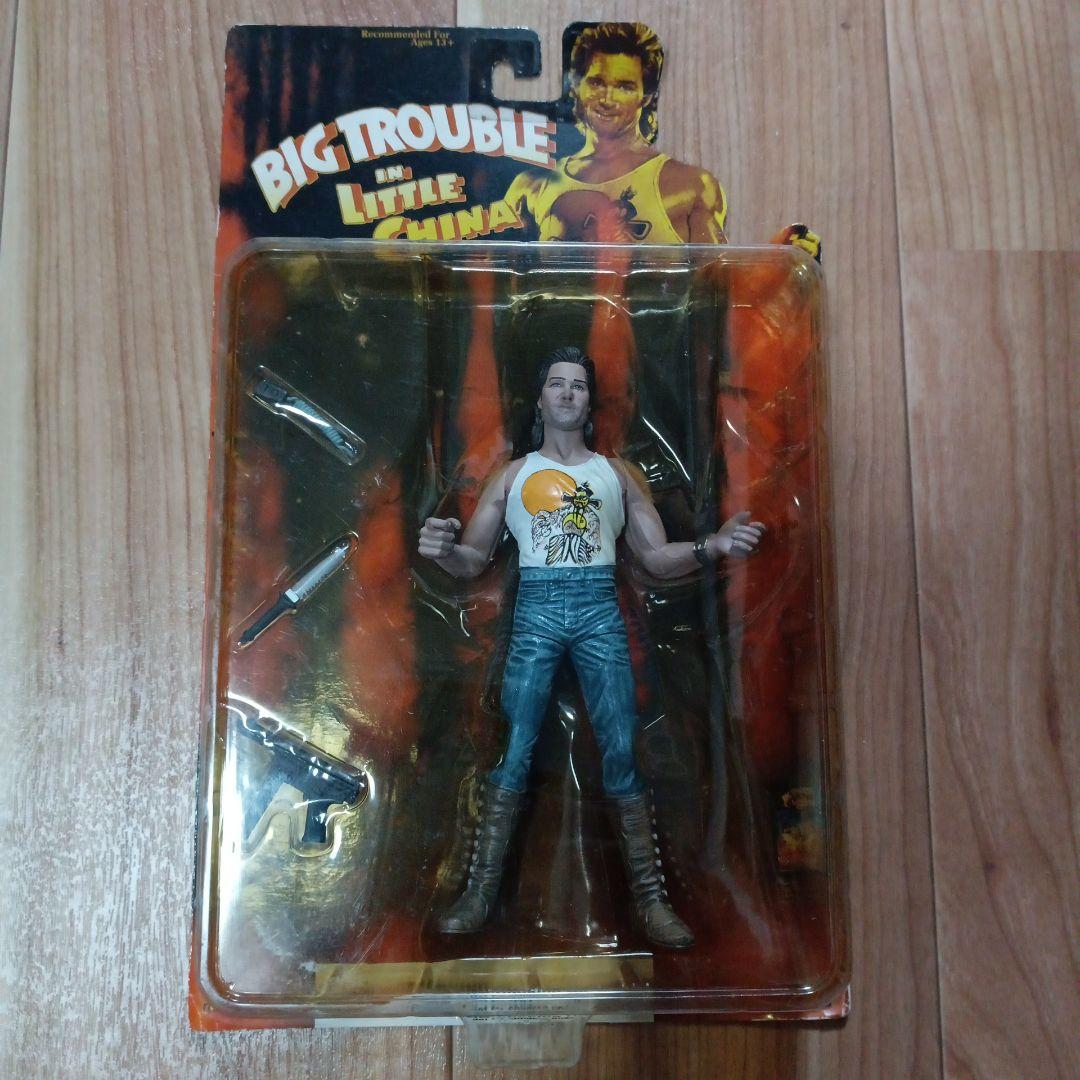 Recommended For
Ages 13+
BIG TROUBLE
IN
LITTLE
CHINA